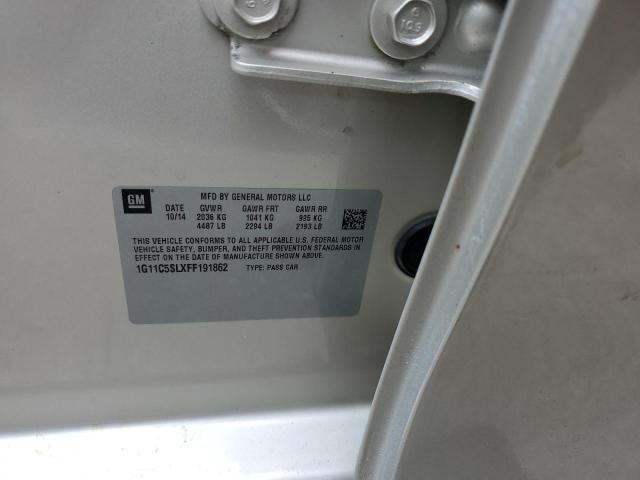 10.9
GM
MFD BY GENERAL MOTORS LLC
DATE GVWR GAWR FRT GAWR RR
10/14 2036 KG 1041 KG 995 KG
4487 LB 2294 LB 2193 LB
THIS VEHICLE CONFORMS TO ALL APPLICABLE U.S. FEDERAL MOTOR
VEHICLE SAFETY, BUMPER, AND THEFT PREVENTION STANDARDS
IN EFFECT ON THE DATE OF MANUFACTURE SHOWN ABOVE.
1G11C5SLXFF191862 TYPE: PASS CAR